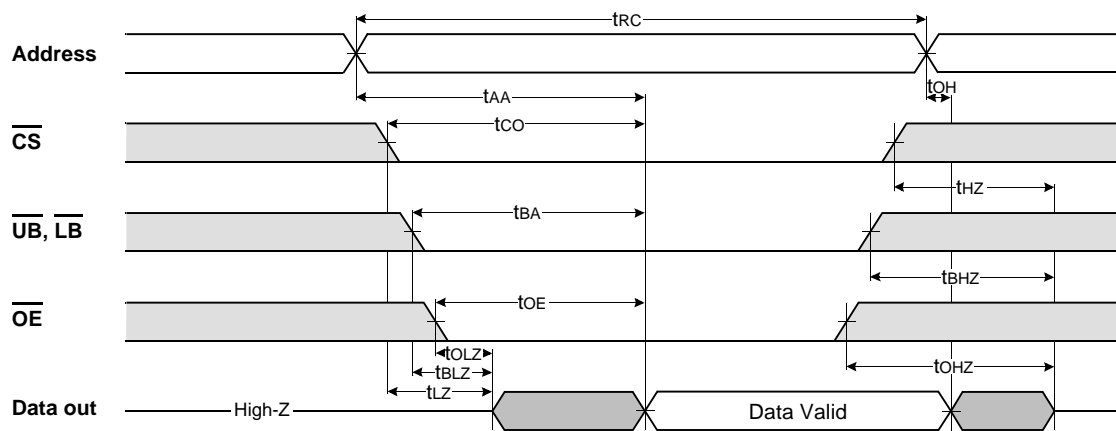 tRC
Address
tOH
tAA
CS
tCO
tHZ
UB, LB
tBA
tBHZ
OE
tOE
tOLZ
tOHZ
tBLZ
tLZ
Data out
High-Z
Data Valid